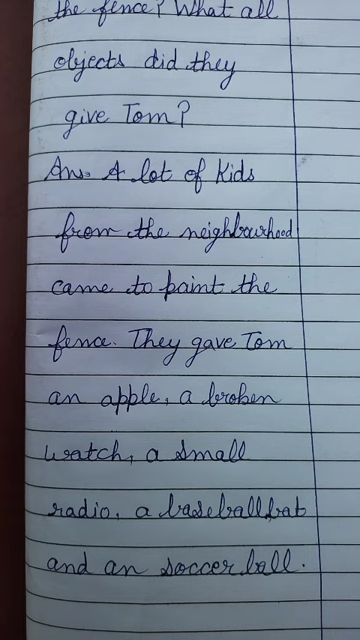 the fence? What all
objects did they
give Tom?
Ans. A lot of kids
from the neighbourhood
came to paint the
fence. They gave Tom
an apple, a broken
watch, a small
radio, a baseball bat
and an soccer ball.